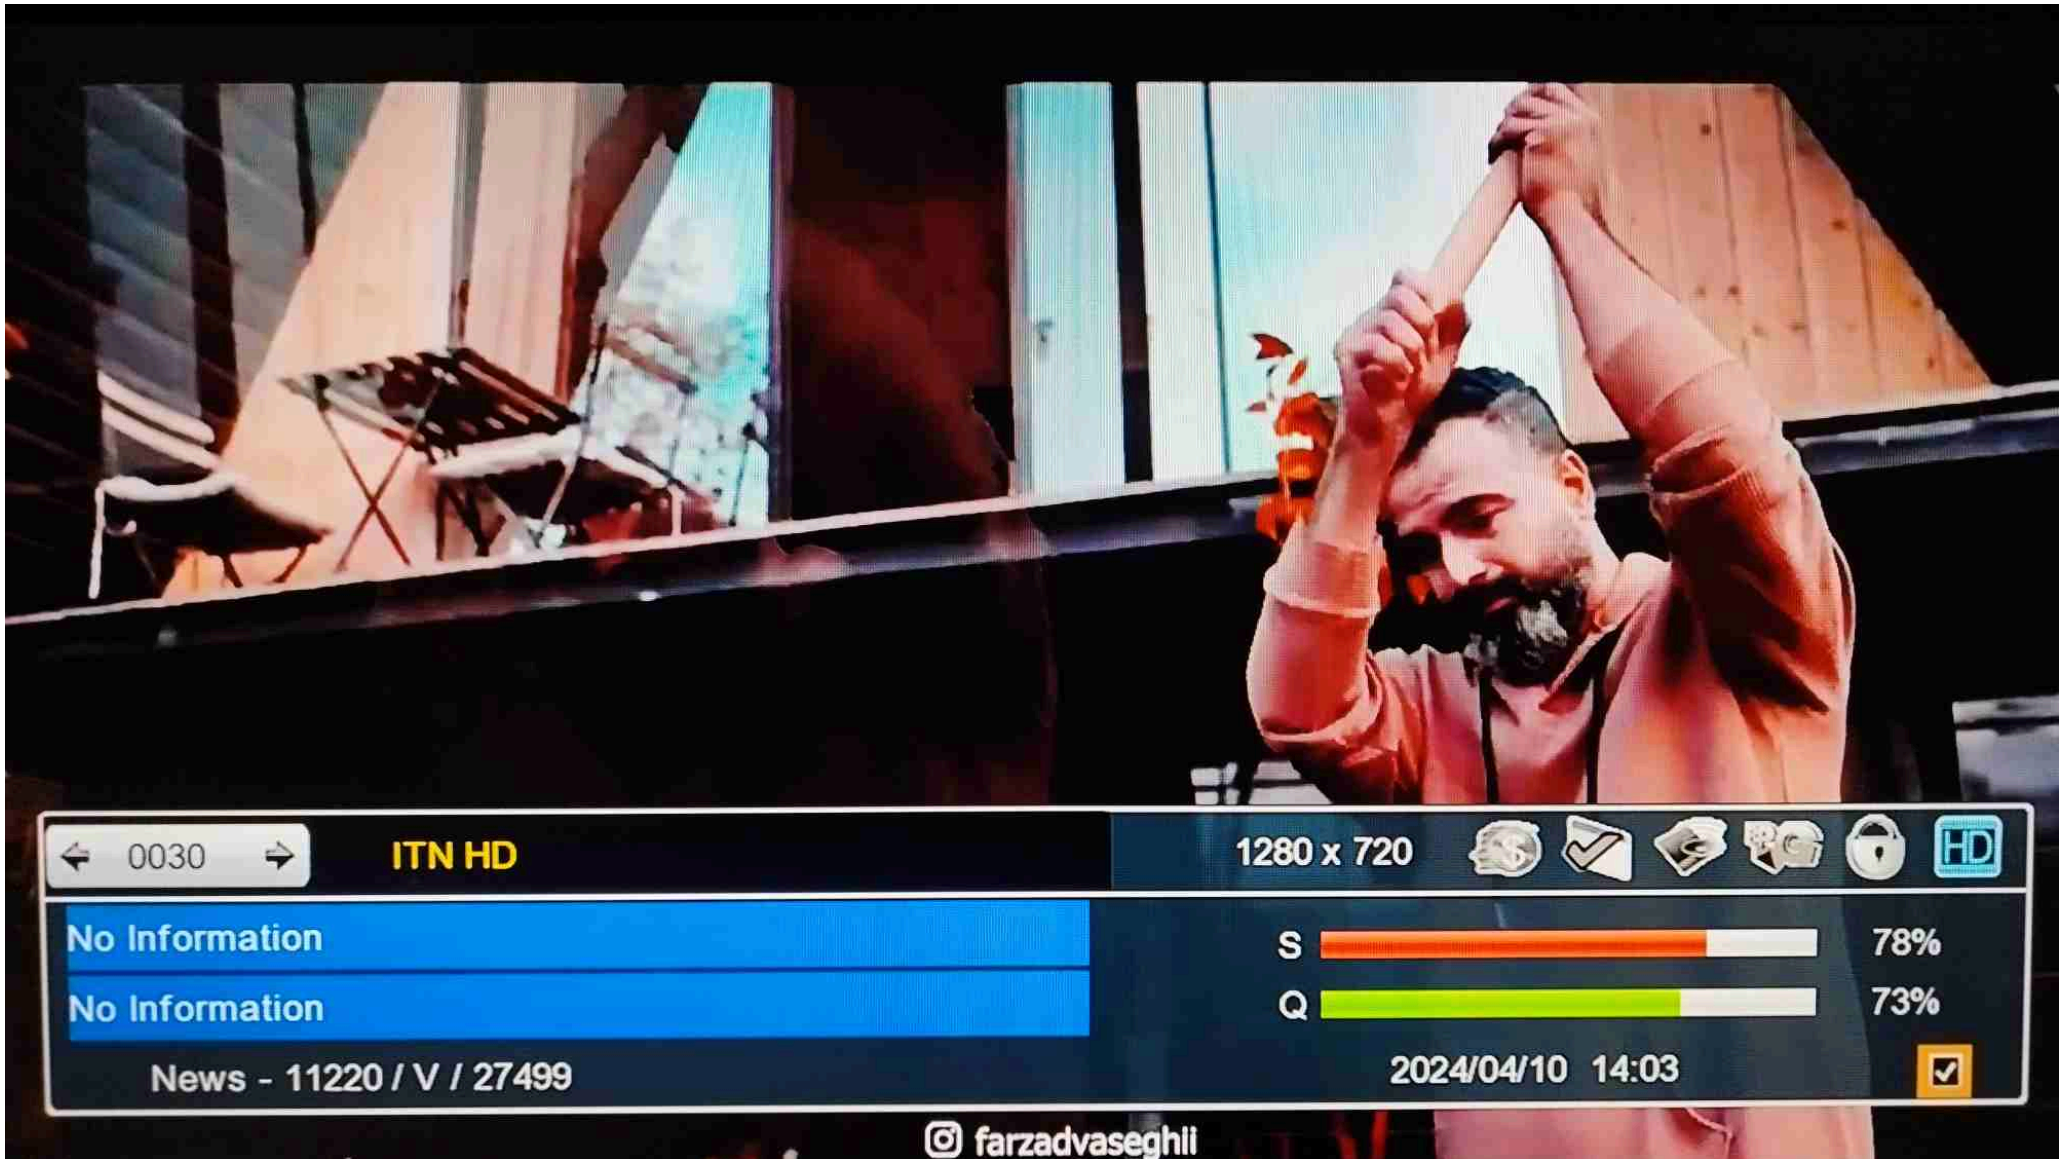 0030
ITN HD
1280 x 720
HD
No Information
No Information
S 78%
Q 73%
News - 11220 / V / 27499
2024/04/10 14:03
farzadvaseghii